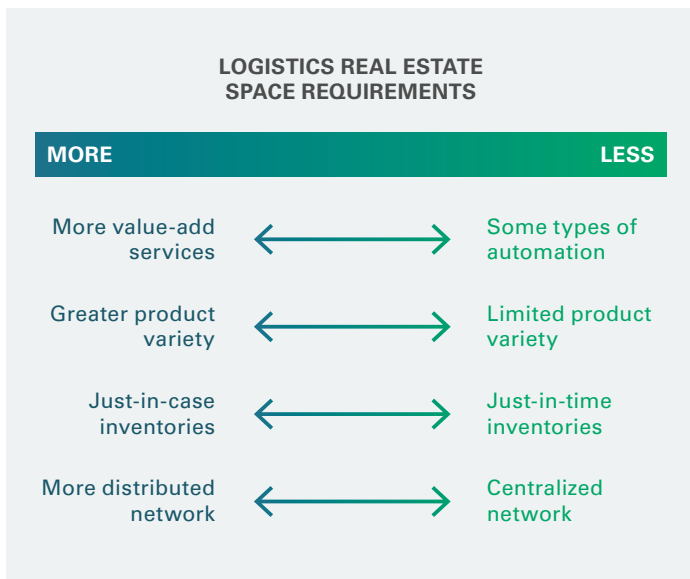 LOGISTICS REAL ESTATE
SPACE REQUIREMENTS
MORE
LESS
More value-add
services
Some types of
automation
Greater product
variety
Limited product
variety
Just-in-case
inventories
Just-in-time
inventories
More distributed
network
Centralized
network